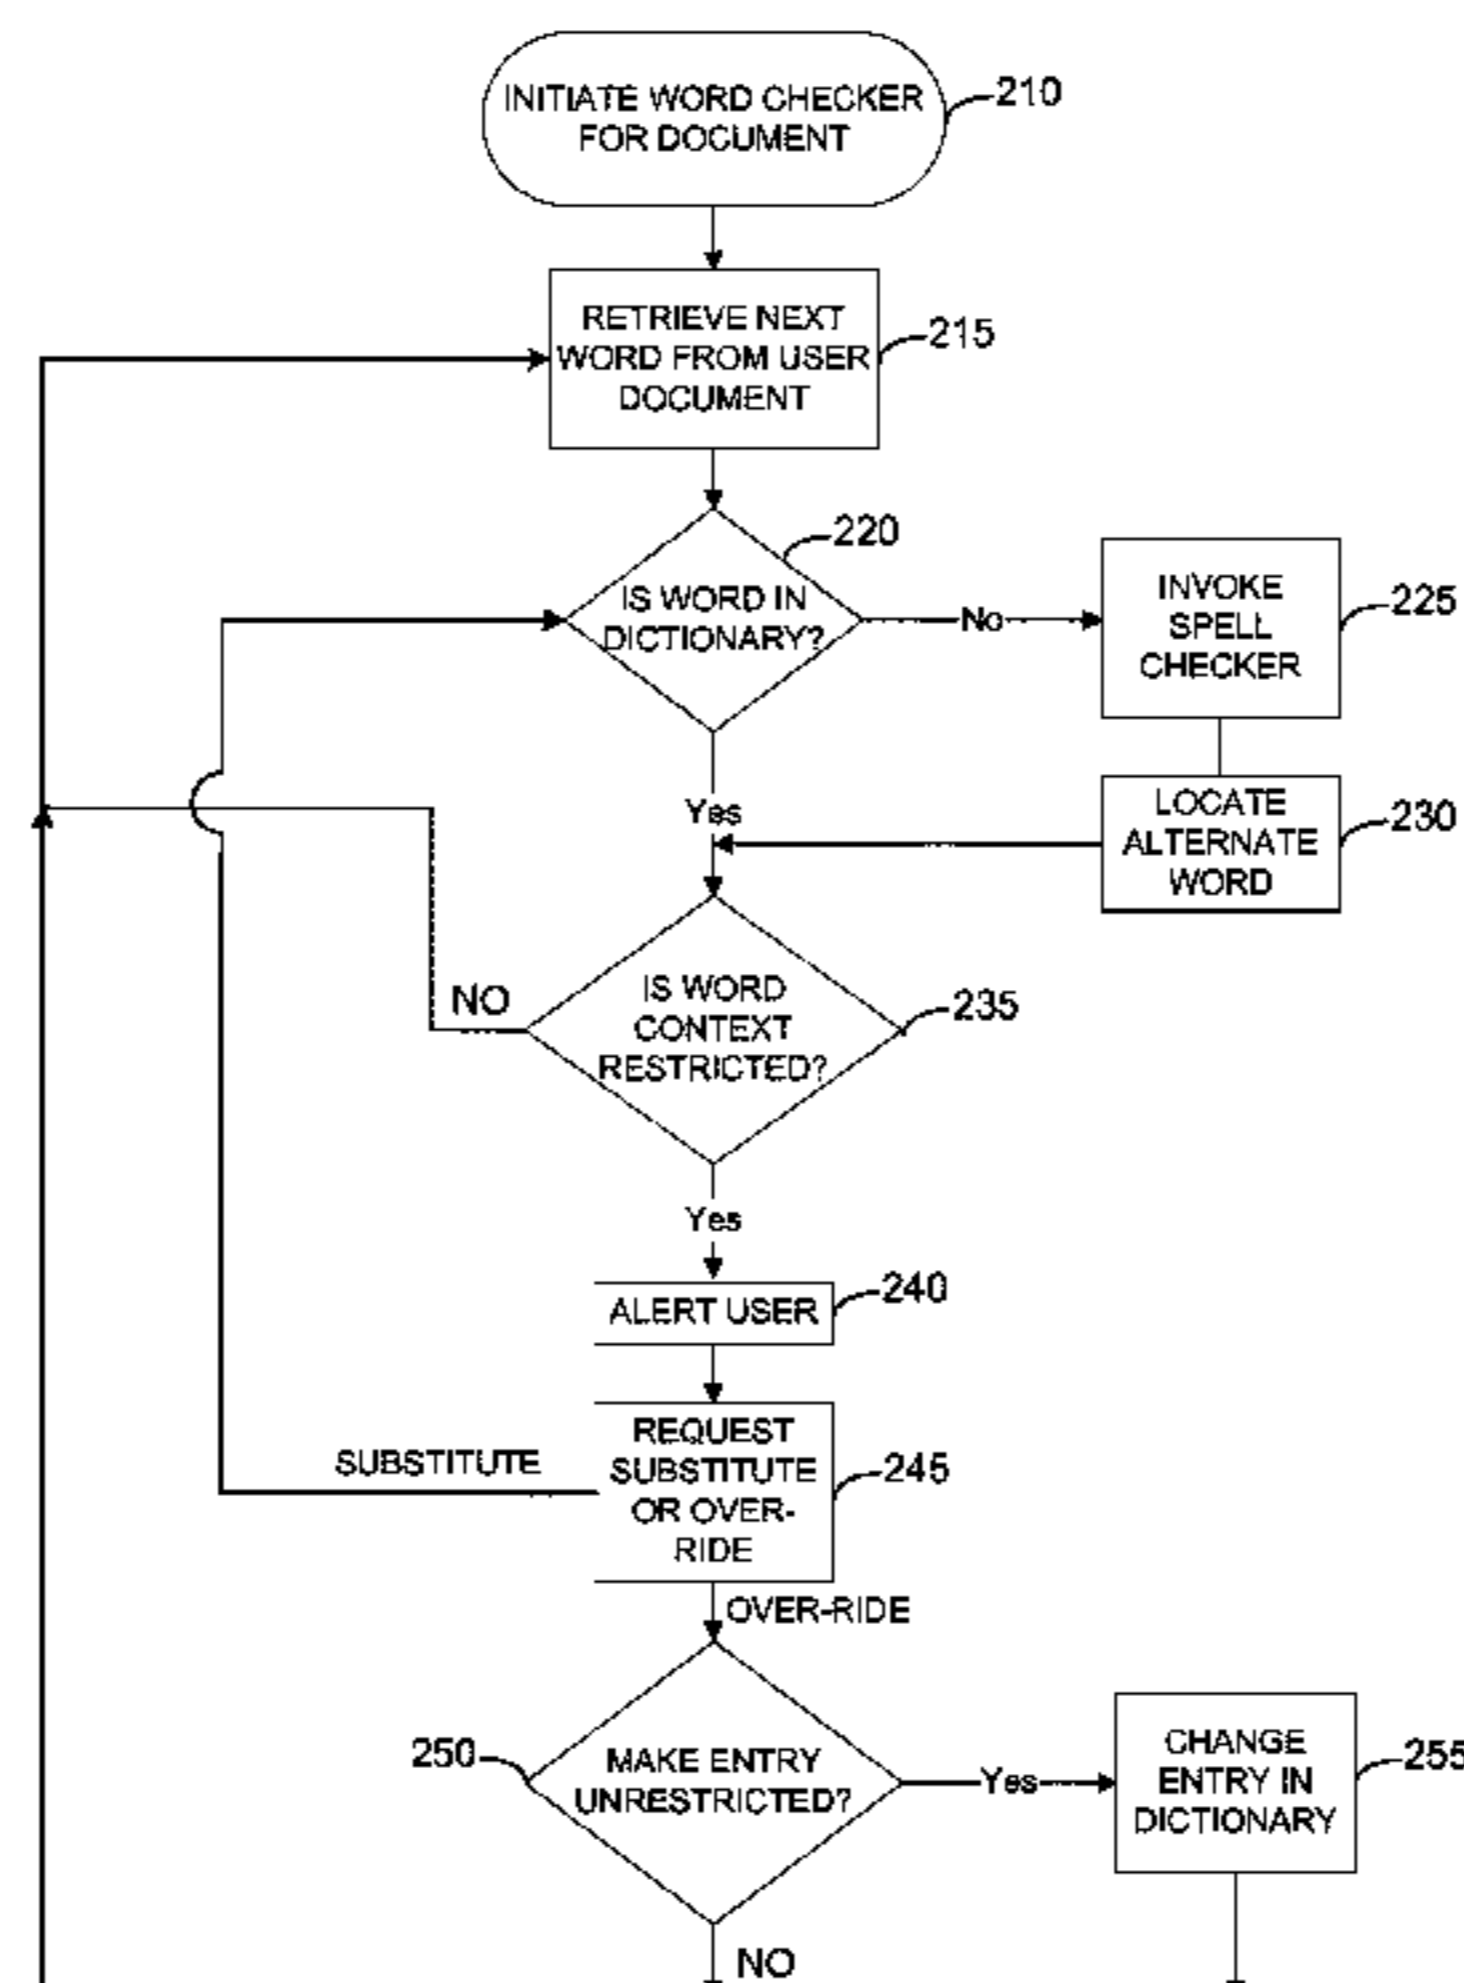 INITIATE WORD CHECKER
FOR DOCUMENT
210
RETRIEVE NEXT
WORD FROM USER
DOCUMENT
215
220
IS WORD IN
DICTIONARY?
No
INVOKE
SPELL
CHECKER
225
Yes
LOCATE
ALTERNATE
WORD
230
NO
IS WORD
CONTEXT
RESTRICTED?
235
Yes
ALERT USER
240
SUBSTITUTE
REQUEST
SUBSTITUTE
OR OVER-
RIDE
245
OVER-RIDE
250
MAKE ENTRY
UNRESTRICTED?
Yes
CHANGE
ENTRY IN
DICTIONARY
255
NO